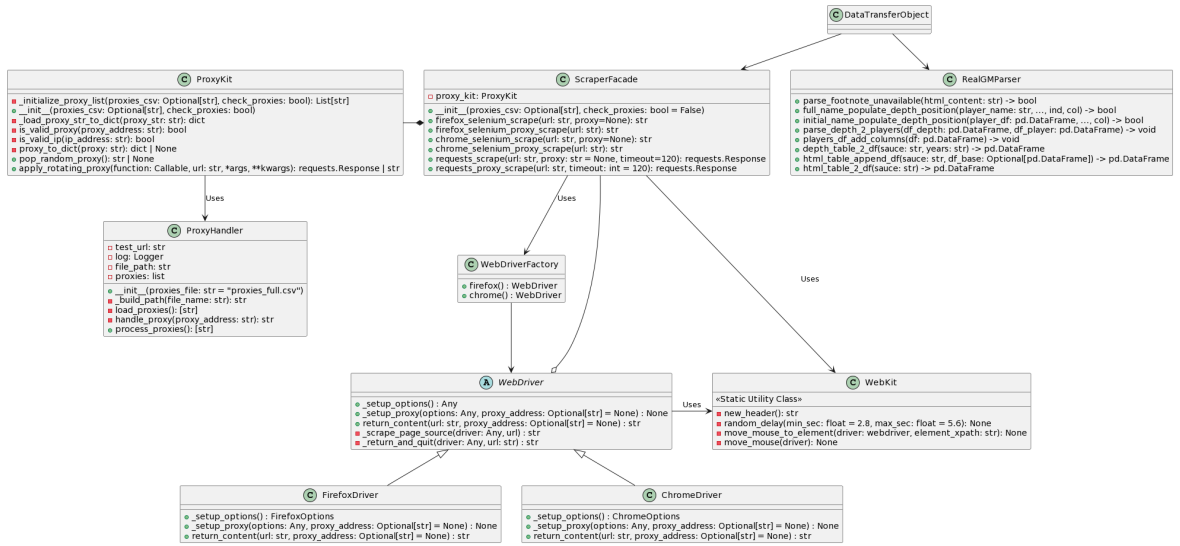 C DataTransferObject
C ProxyKit
_initialize_proxy_list(proxies_csv: Optional[str], check_proxies: bool): List[str]
__init__(proxies_csv: Optional[str], check_proxies: bool)
_load_proxy_str_to_dict(proxy_str: str): dict
is_valid_proxy(proxy_address: str): bool
is_valid_ip(ip_address: str): bool
proxy_to_dict(proxy: str): dict | None
pop_random_proxy(): str | None
apply_rotating_proxy(function: Callable, url: str, *args, **kwargs): requests.Response | str
C ScraperFacade
proxy_kit: ProxyKit
__init__(proxies_csv: Optional[str], check_proxies: bool = False)
firefox_selenium_scrape(url: str, proxy=None): str
firefox_selenium_proxy_scrape(url: str): str
chrome_selenium_scrape(url: str, proxy=None): str
chrome_selenium_proxy_scrape(url: str): str
requests_scrape(url: str, proxy: str = None, timeout=120): requests.Response
requests_proxy_scrape(url: str, timeout: int = 120): requests.Response
C RealGMParser
parse_footnote_unavailable(html_content: str) -> bool
full_name_populate_depth_position(player_name: str, ..., ind, col) -> bool
initial_name_populate_depth_position(player_df: pd.DataFrame, ..., col) -> bool
parse_depth_2_players(df_depth: pd.DataFrame, df_player: pd.DataFrame) -> void
players_df_add_columns(df: pd.DataFrame) -> void
depth_table_2_df(sauce: str, years: str) -> pd.DataFrame
html_table_append_df(sauce: str, df_base: Optional[pd.DataFrame]) -> pd.DataFrame
html_table_2_df(sauce: str) -> pd.DataFrame
Uses
Uses
Uses
C ProxyHandler
test_url: str
log: Logger
file_path: str
proxies: list
__init__(proxies_file: str = "proxies_full.csv")
_build_path(file_name: str): str
load_proxies(): [str]
handle_proxy(proxy_address: str): str
process_proxies(): [str]
C WebDriverFactory
firefox() : WebDriver
chrome() : WebDriver
A WebDriver
_setup_options() : Any
_setup_proxy(options: Any, proxy_address: Optional[str] = None) : None
return_content(url: str, proxy_address: Optional[str] = None) : str
_scrape_page_source(driver: Any, url) : str
_return_and_quit(driver: Any, url: str) : str
Uses
C WebKit
«Static Utility Class»
new_header(): str
random_delay(min_sec: float = 2.8, max_sec: float = 5.6): None
move_mouse_to_element(driver: webdriver, element_xpath: str): None
move_mouse(driver): None
C FirefoxDriver
_setup_options() : FirefoxOptions
_setup_proxy(options: Any, proxy_address: Optional[str] = None) : None
return_content(url: str, proxy_address: Optional[str] = None) : str
C ChromeDriver
_setup_options() : ChromeOptions
_setup_proxy(options: Any, proxy_address: Optional[str] = None) : None
return_content(url: str, proxy_address: Optional[str] = None) : str